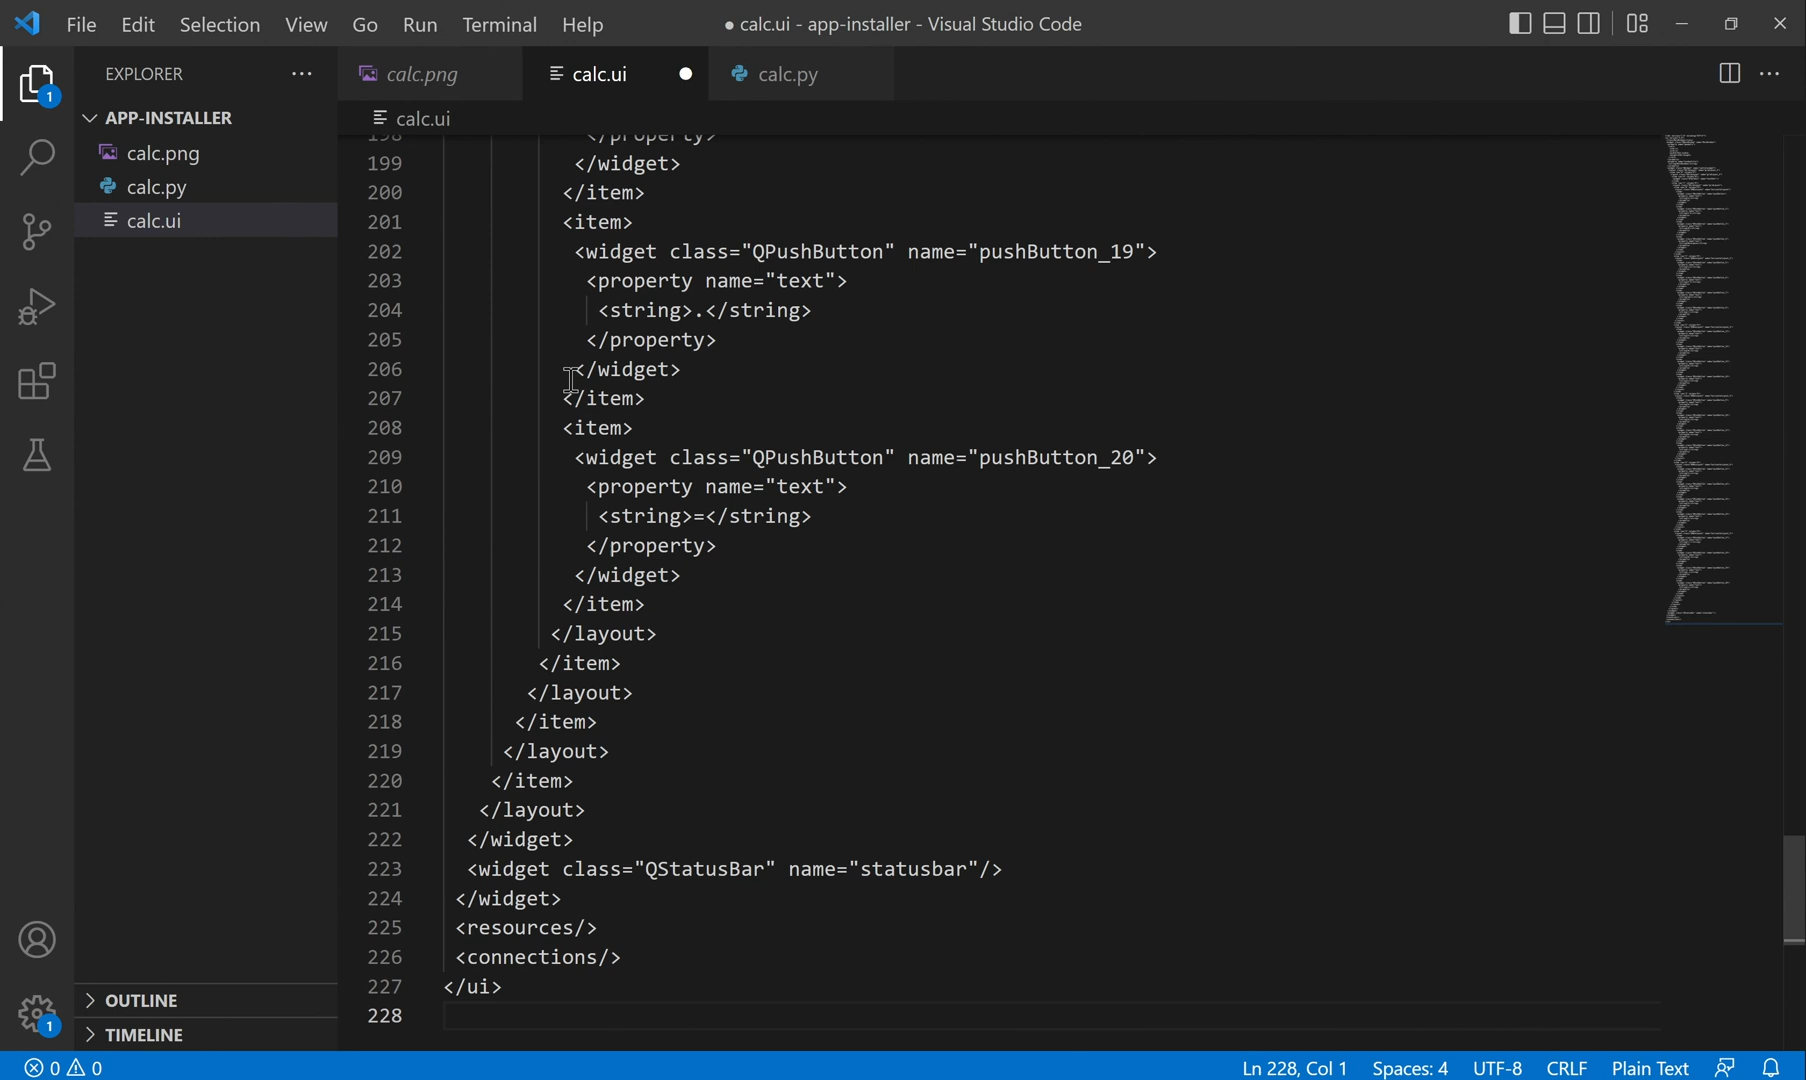 File Edit Selection View Go Run Terminal Help
● calc.ui - app-installer - Visual Studio Code
EXPLORER
APP-INSTALLER
calc.png
calc.py
calc.ui
OUTLINE
TIMELINE
calc.png calc.ui calc.py
calc.ui
198 </property>
199 </widget>
200 </item>
201 <item>
202 <widget class="QPushButton" name="pushButton_19">
203 <property name="text">
204 <string>.</string>
205 </property>
206 </widget>
207 </item>
208 <item>
209 <widget class="QPushButton" name="pushButton_20">
210 <property name="text">
211 <string>=</string>
212 </property>
213 </widget>
214 </item>
215 </layout>
216 </item>
217 </layout>
218 </item>
219 </layout>
220 </item>
221 </layout>
222 </widget>
223 <widget class="QStatusBar" name="statusbar"/>
224 </widget>
225 <resources/>
226 <connections/>
227 </ui>
228
1
1
0 0 Ln 228, Col 1 Spaces: 4 UTF-8 CRLF Plain Text